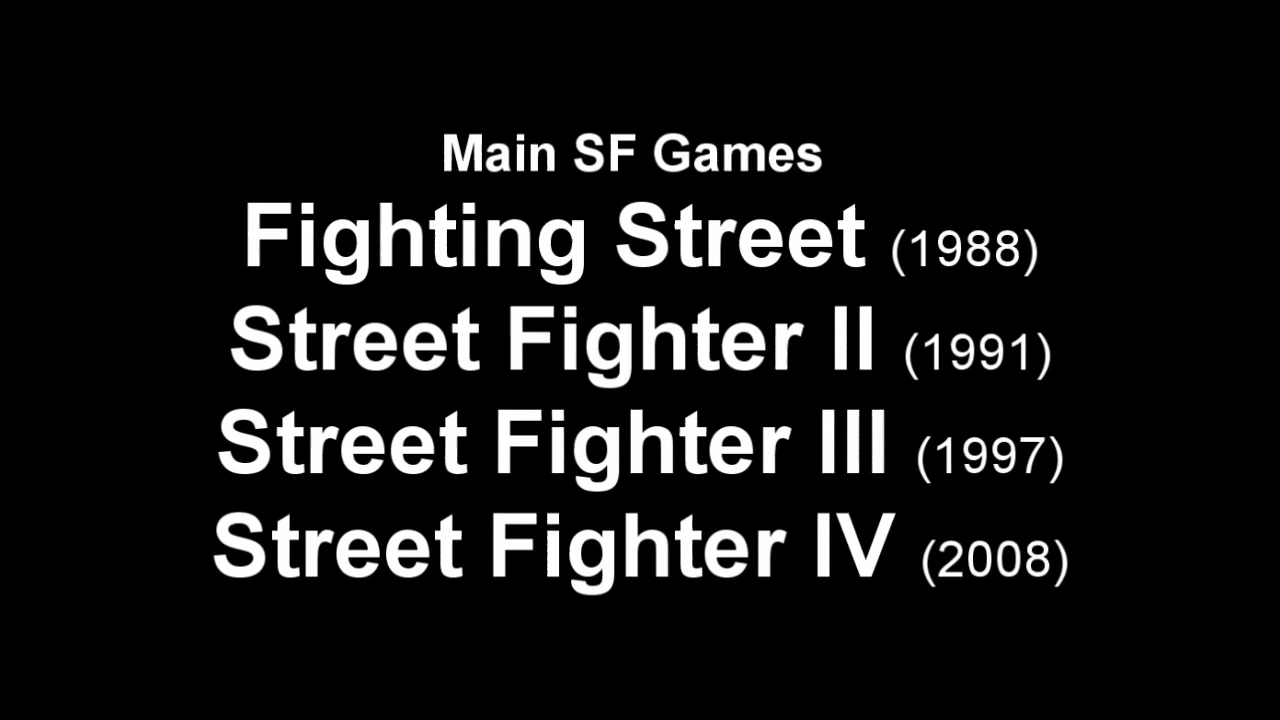 Main SF Games
Fighting Street (1988)
Street Fighter II (1991)
Street Fighter III (1997)
Street Fighter IV (2008)